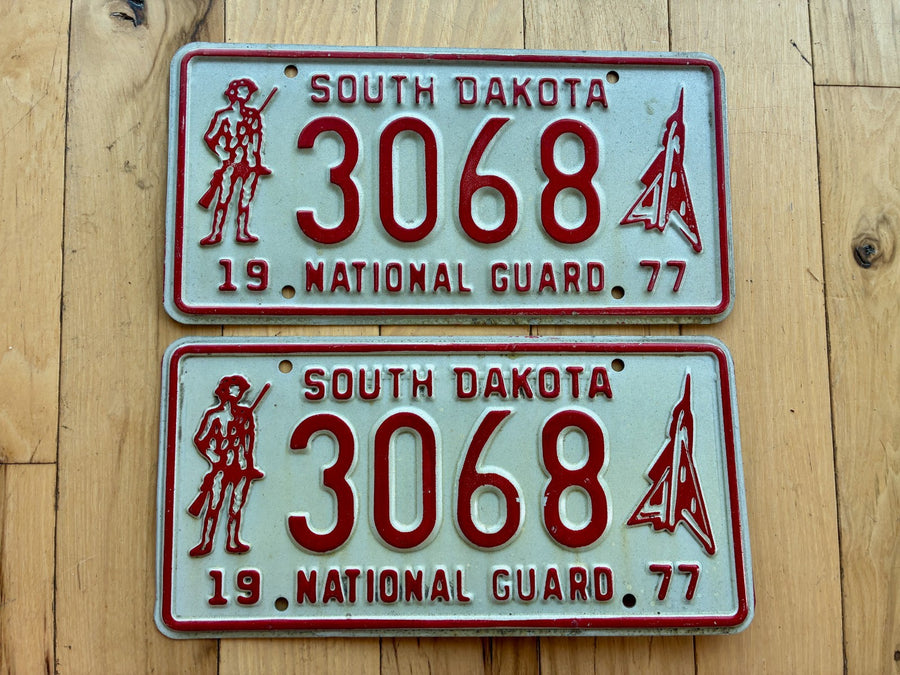 SOUTH DAKOTA
3068
19 NATIONAL GUARD 77
SOUTH DAKOTA
3068
19 NATIONAL GUARD 77